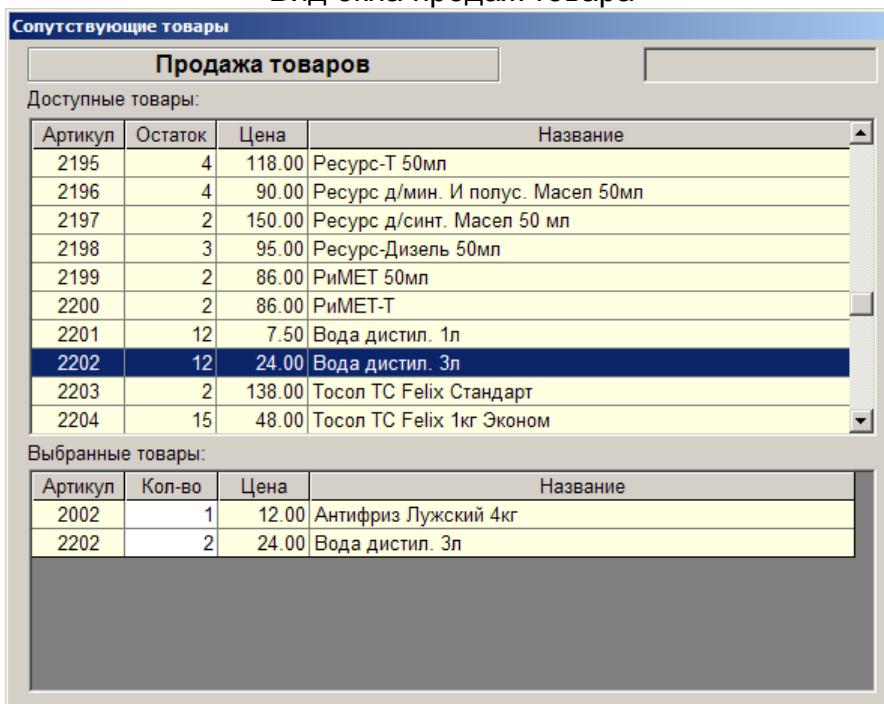 Вид окна продаж товара
Сопутствующие товары
Продажа товаров
Доступные товары:
Артикул Остаток Цена Название
2195 4 118.00 Ресурс-Т 50мл
2196 4 90.00 Ресурс д/мин. И полус. Масел 50мл
2197 2 150.00 Ресурс д/синт. Масел 50 мл
2198 3 95.00 Ресурс-Дизель 50мл
2199 2 86.00 РиМЕТ 50мл
2200 2 86.00 РиМЕТ-Т
2201 12 7.50 Вода дистил. 1л
2202 12 24.00 Вода дистил. 3л
2203 2 138.00 Тосол ТС Felix Стандарт
2204 15 48.00 Тосол ТС Felix 1кг Эконом
Выбранные товары:
Артикул Кол-во Цена Название
2002 1 12.00 Антифриз Лужский 4кг
2202 2 24.00 Вода дистил. 3л